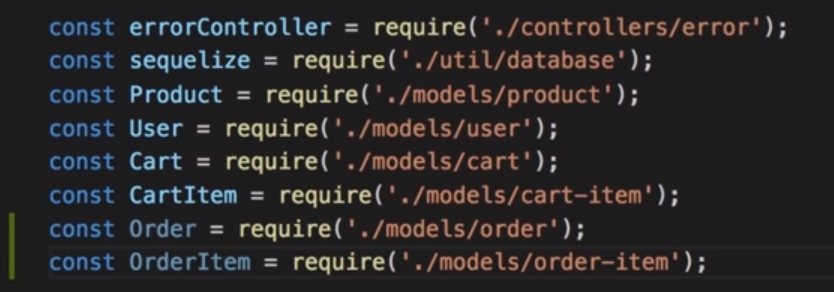 const errorController = require('./controllers/error');
const sequelize = require('./util/database');
const Product = require('./models/product');
const User = require('./models/user');
const Cart = require('./models/cart');
const CartItem = require('./models/cart-item');
const Order = require('./models/order');
const OrderItem = require('./models/order-item');